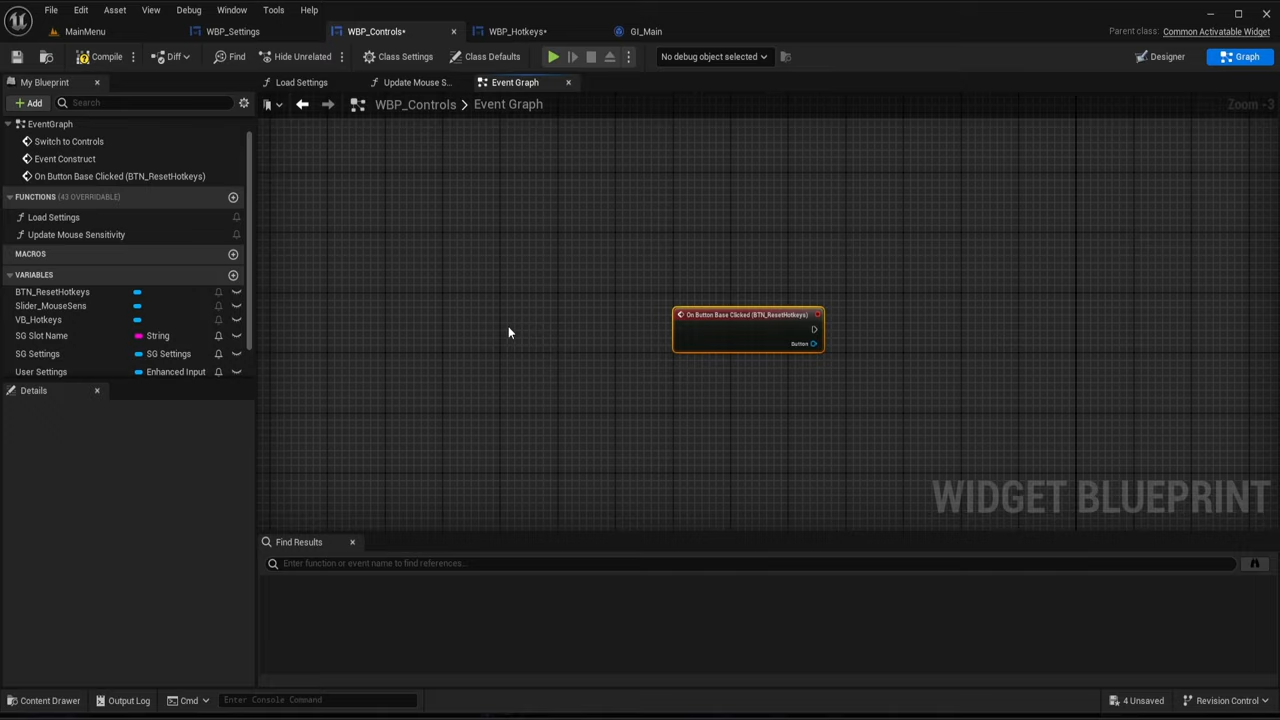 File Edit Asset View Debug Window Tools Help
MainMenu WBP_Settings WBP_Controls* WBP_Hotkeys* GI_Main
Parent class: Common Activatable Widget
Compile Diff Find Hide Unrelated Class Settings Class Defaults No debug object selected Designer Graph
My Blueprint Load Settings Update Mouse S... Event Graph
Add Search WBP_Controls > Event Graph Zoom -3
EventGraph
Switch to Controls
Event Construct
On Button Base Clicked (BTN_ResetHotkeys)
FUNCTIONS (43 OVERRIDABLE)
Load Settings
Update Mouse Sensitivity
MACROS
VARIABLES
BTN_ResetHotkeys
Slider_MouseSens
VB_Hotkeys
SG Slot Name String
SG Settings SG Settings
User Settings Enhanced Input
Details
On Button Base Clicked (BTN_ResetHotkeys)
Button
WIDGET BLUEPRINT
Find Results
Enter function or event name to find references...
Content Drawer Output Log Cmd Enter Console Command 4 Unsaved Revision Control